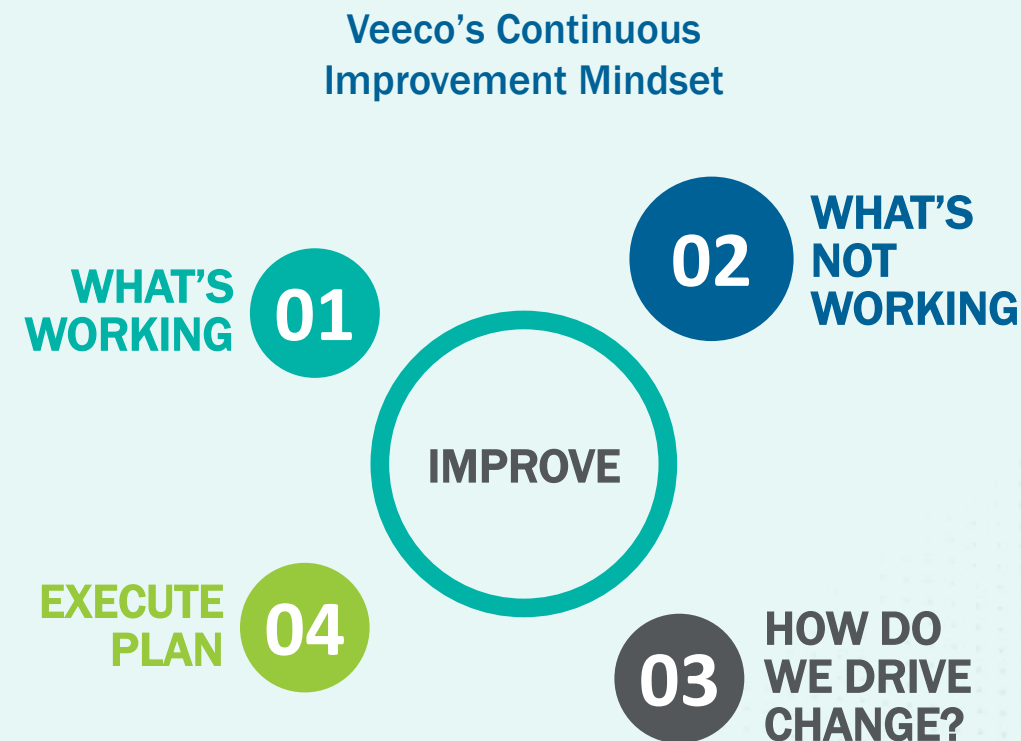 Veeco’s Continuous
Improvement Mindset
01
WHAT’S
WORKING
02
WHAT’S
NOT
WORKING
IMPROVE
03
HOW DO
WE DRIVE
CHANGE?
04
EXECUTE
PLAN